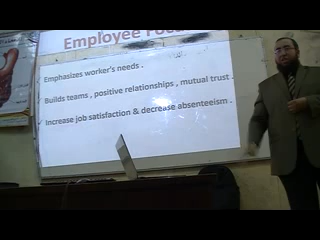 Employee
Emphasizes worker's needs .
Builds teams , positive relationships , mutual trust .
Increase job satisfaction & decrease absenteeism .